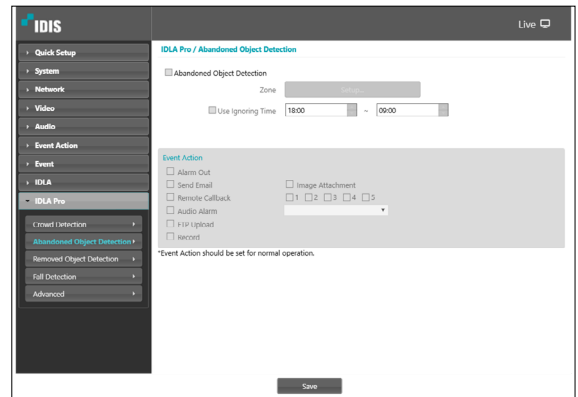 IDIS
Live
Quick Setup
System
Network
Video
Audio
Event Action
Event
IDLA
IDLA Pro
Crowd Detection
Abandoned Object Detection
Removed Object Detection
Fall Detection
Advanced
IDLA Pro / Abandoned Object Detection
Abandoned Object Detection
Zone Setup...
Use Ignoring Time 18:00 ~ 09:00
Event Action
Alarm Out
Send Email Image Attachment
Remote Callback 1 2 3 4 5
Audio Alarm
FTP Upload
Record
*Event Action should be set for normal operation.
Save